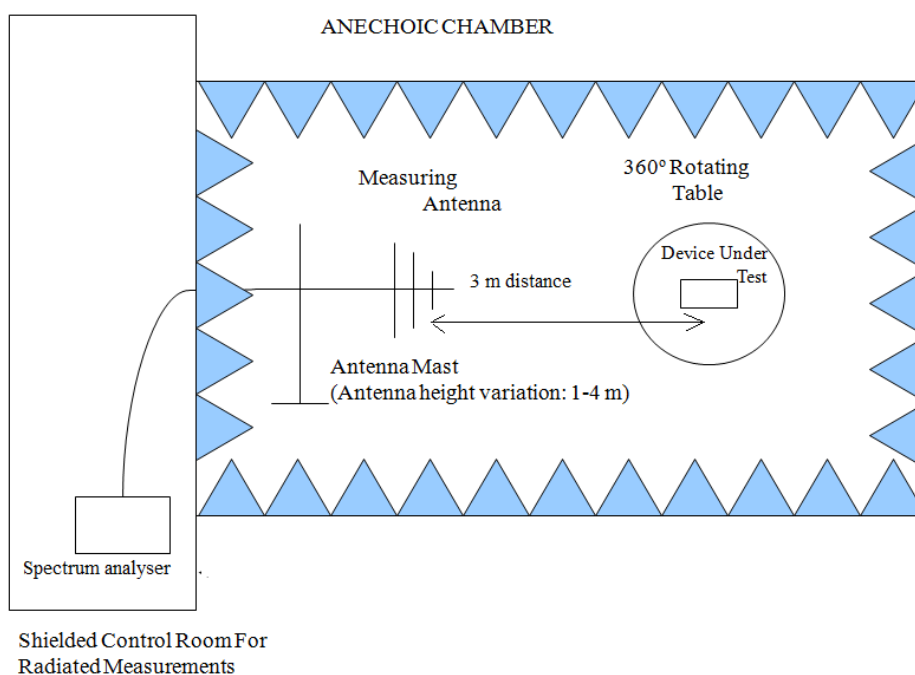 ANECHOIC CHAMBER
360º Rotating
Table
Measuring
Antenna
Device Under
Test
3 m distance
Antenna Mast
(Antenna height variation: 1-4 m)
Spectrum analyser
Shielded Control Room For
Radiated Measurements